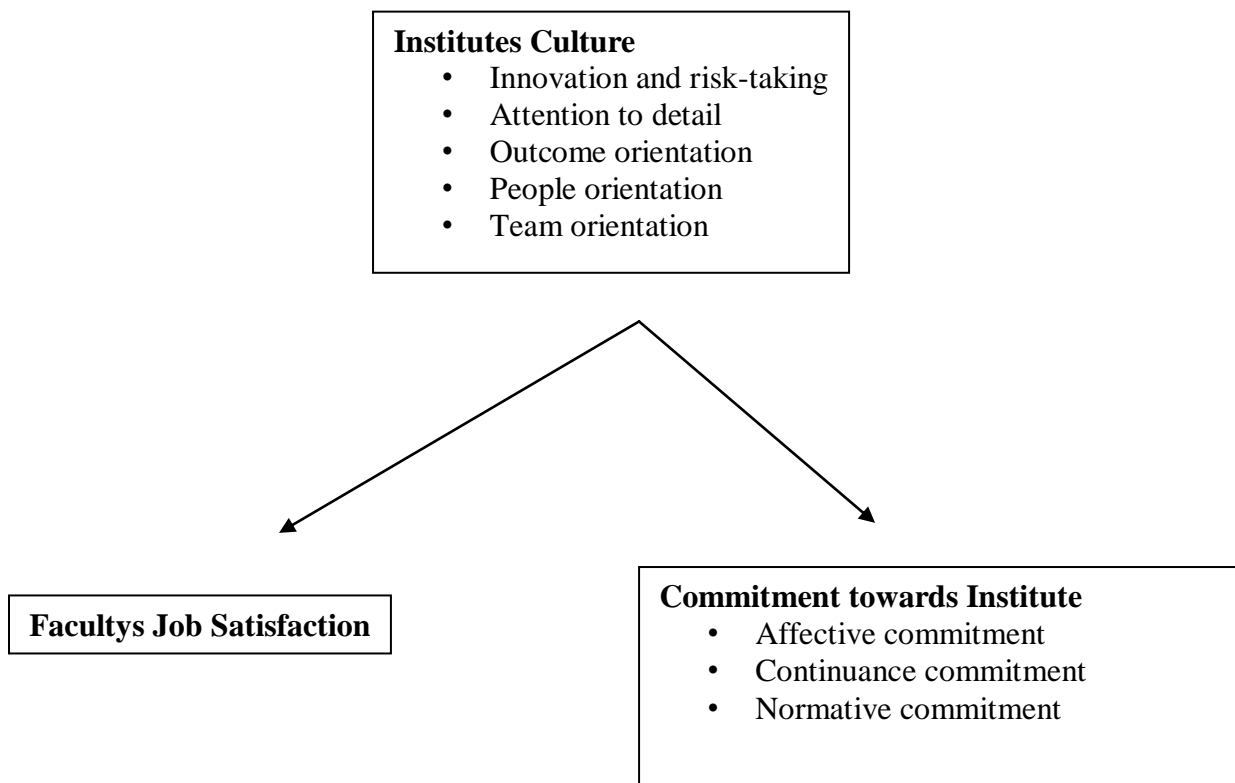 Institutes Culture
• Innovation and risk-taking
• Attention to detail
• Outcome orientation
• People orientation
• Team orientation
Facultys Job Satisfaction
Commitment towards Institute
• Affective commitment
• Continuance commitment
• Normative commitment